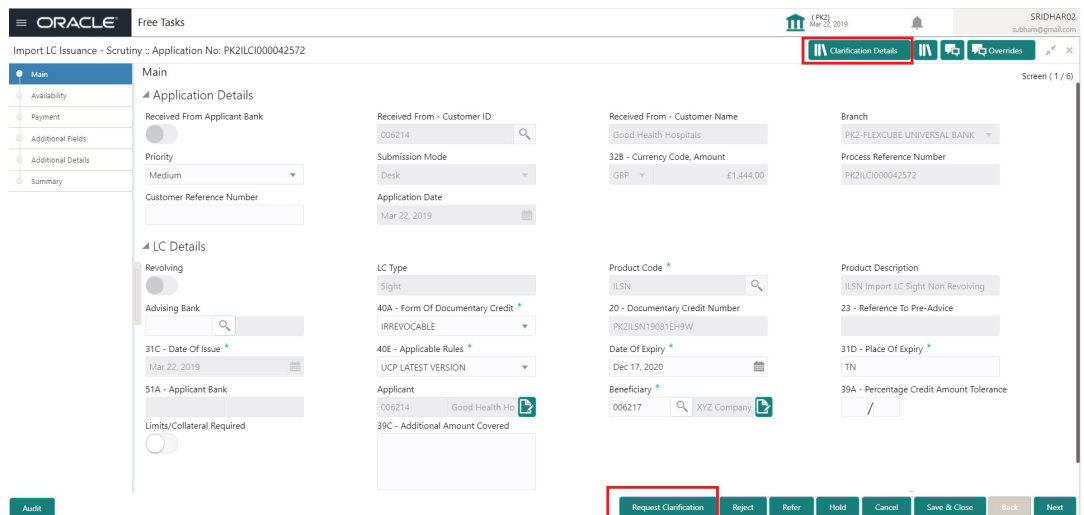 ORACLE
Free Tasks
(PK2)
Mar 22, 2019
SRIDHAR02
subham@gmail.com
Import LC Issuance - Scrutiny :: Application No: PK2ILCI000042572
Clarification Details
Overrides
Main
Availability
Payment
Additional Fields
Additional Details
Summary
Main
Screen ( 1 / 6)
Application Details
Received From Applicant Bank
Received From - Customer ID
006214
Received From - Customer Name
Good Health Hospitals
Branch
PK2-FLEXCUBE UNIVERSAL BANK
Priority
Medium
Submission Mode
Desk
32B - Currency Code, Amount
GBP £1,444.00
Process Reference Number
PK2ILCI000042572
Customer Reference Number
Application Date
Mar 22, 2019
LC Details
Revolving
LC Type
Sight
Product Code *
ILSN
Product Description
ILSN Import LC Sight Non Revolving
Advising Bank
40A - Form Of Documentary Credit *
IRREVOCABLE
20 - Documentary Credit Number
PK2ILSN19081EH9W
23 - Reference To Pre-Advice
31C - Date Of Issue *
Mar 22, 2019
40E - Applicable Rules *
UCP LATEST VERSION
Date Of Expiry *
Dec 17, 2020
31D - Place Of Expiry *
TN
51A - Applicant Bank
Applicant
006214 Good Health Ho
Beneficiary *
006217 XYZ Company
39A - Percentage Credit Amount Tolerance
/
Limits/Collateral Required
39C - Additional Amount Covered
Audit
Request Clarification
Reject
Refer
Hold
Cancel
Save & Close
Back
Next